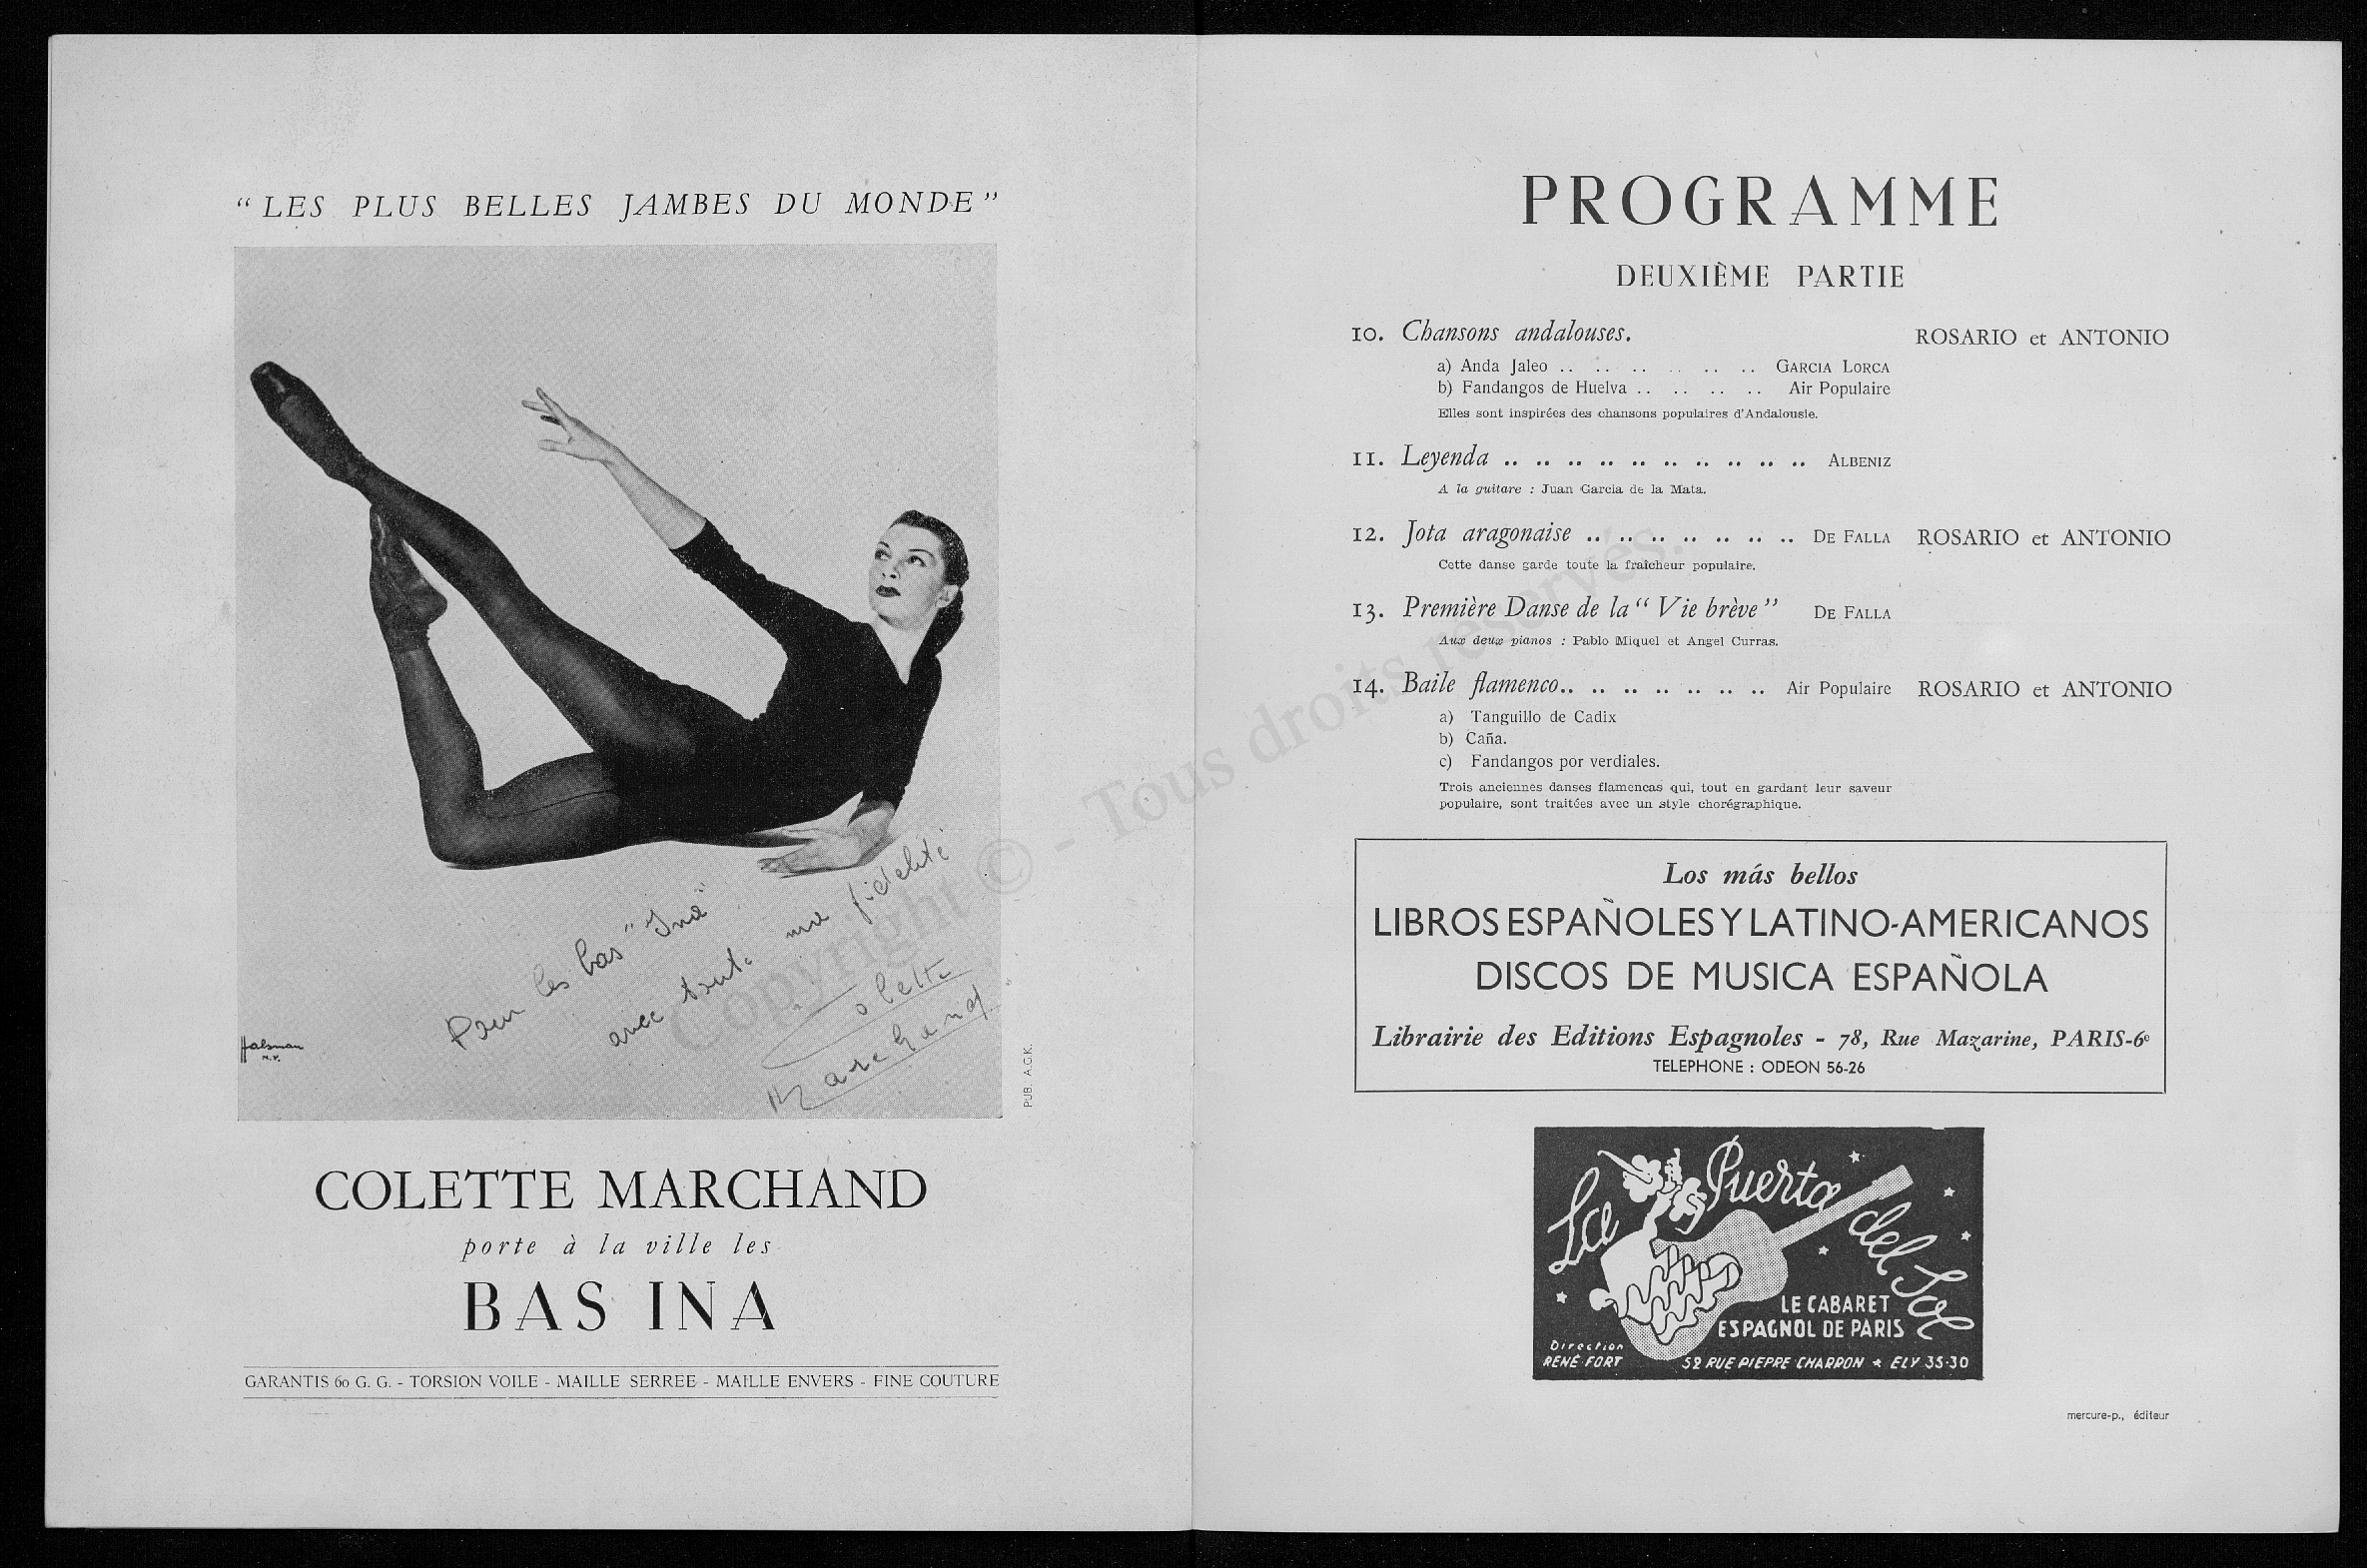 “ LES PLUS BELLES JAMBES DU MONDE ”
Pour les bas “Ina”
avec toute ma fidélité
Colette
Marchand
Halsman
N.Y.
PUB. A.G.K.
COLETTE MARCHAND
porte à la ville les
BAS INA
GARANTIS 60 G. G. - TORSION VOILE - MAILLE SERREE - MAILLE ENVERS - FINE COUTURE
PROGRAMME
DEUXIÈME PARTIE
10. Chansons andalouses. ROSARIO et ANTONIO
a) Anda Jaleo .. .. .. .. .. .. GARCIA LORCA
b) Fandangos de Huelva .. .. .. .. Air Populaire
Elles sont inspirées des chansons populaires d'Andalousie.
11. Leyenda .. .. .. .. .. .. .. .. .. .. ALBENIZ
A la guitare : Juan Garcia de la Mata.
12. Jota aragonaise .. .. .. .. .. .. .. DE FALLA ROSARIO et ANTONIO
Cette danse garde toute la fraîcheur populaire.
13. Première Danse de la “ Vie brève ” DE FALLA
Aux deux pianos : Pablo Miquel et Angel Curras.
14. Baile flamenco.. .. .. .. .. .. .. Air Populaire ROSARIO et ANTONIO
a) Tanguillo de Cadix
b) Caña.
c) Fandangos por verdiales.
Trois anciennes danses flamencas qui, tout en gardant leur saveur
populaire, sont traitées avec un style chorégraphique.
Los más bellos
LIBROS ESPAÑOLES Y LATINO-AMERICANOS
DISCOS DE MUSICA ESPAÑOLA
Librairie des Editions Espagnoles - 78, Rue Mazarine, PARIS-6e
TELEPHONE : ODEON 56-26
La Puerta del Sol
LE CABARET
ESPAGNOL DE PARIS
Direction
RENÉ FORT
52 RUE PIERRE CHARRON ★ ELY 35-30
mercure-p., éditeur
Copyright © - Tous droits réservés.